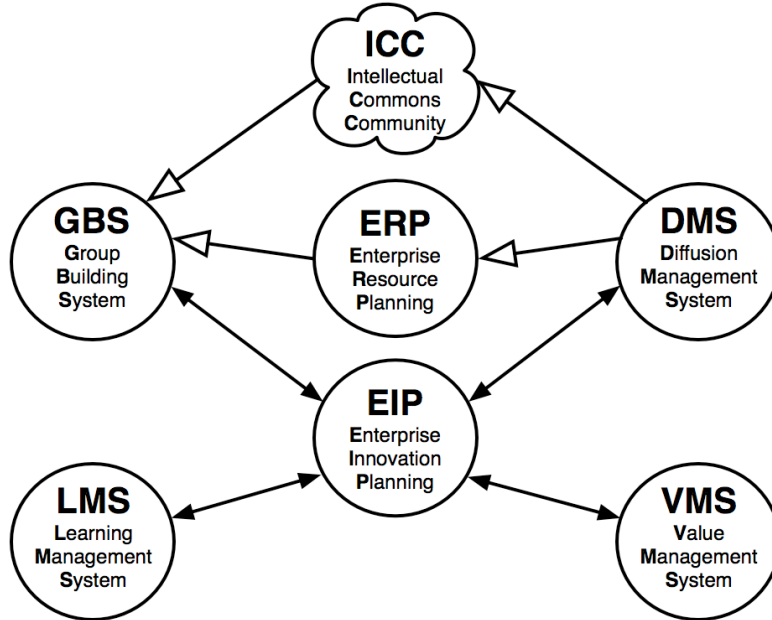 ICC
Intellectual
Commons
Community
GBS
Group
Building
System
ERP
Enterprise
Resource
Planning
DMS
Diffusion
Management
System
EIP
Enterprise
Innovation
Planning
LMS
Learning
Management
System
VMS
Value
Management
System